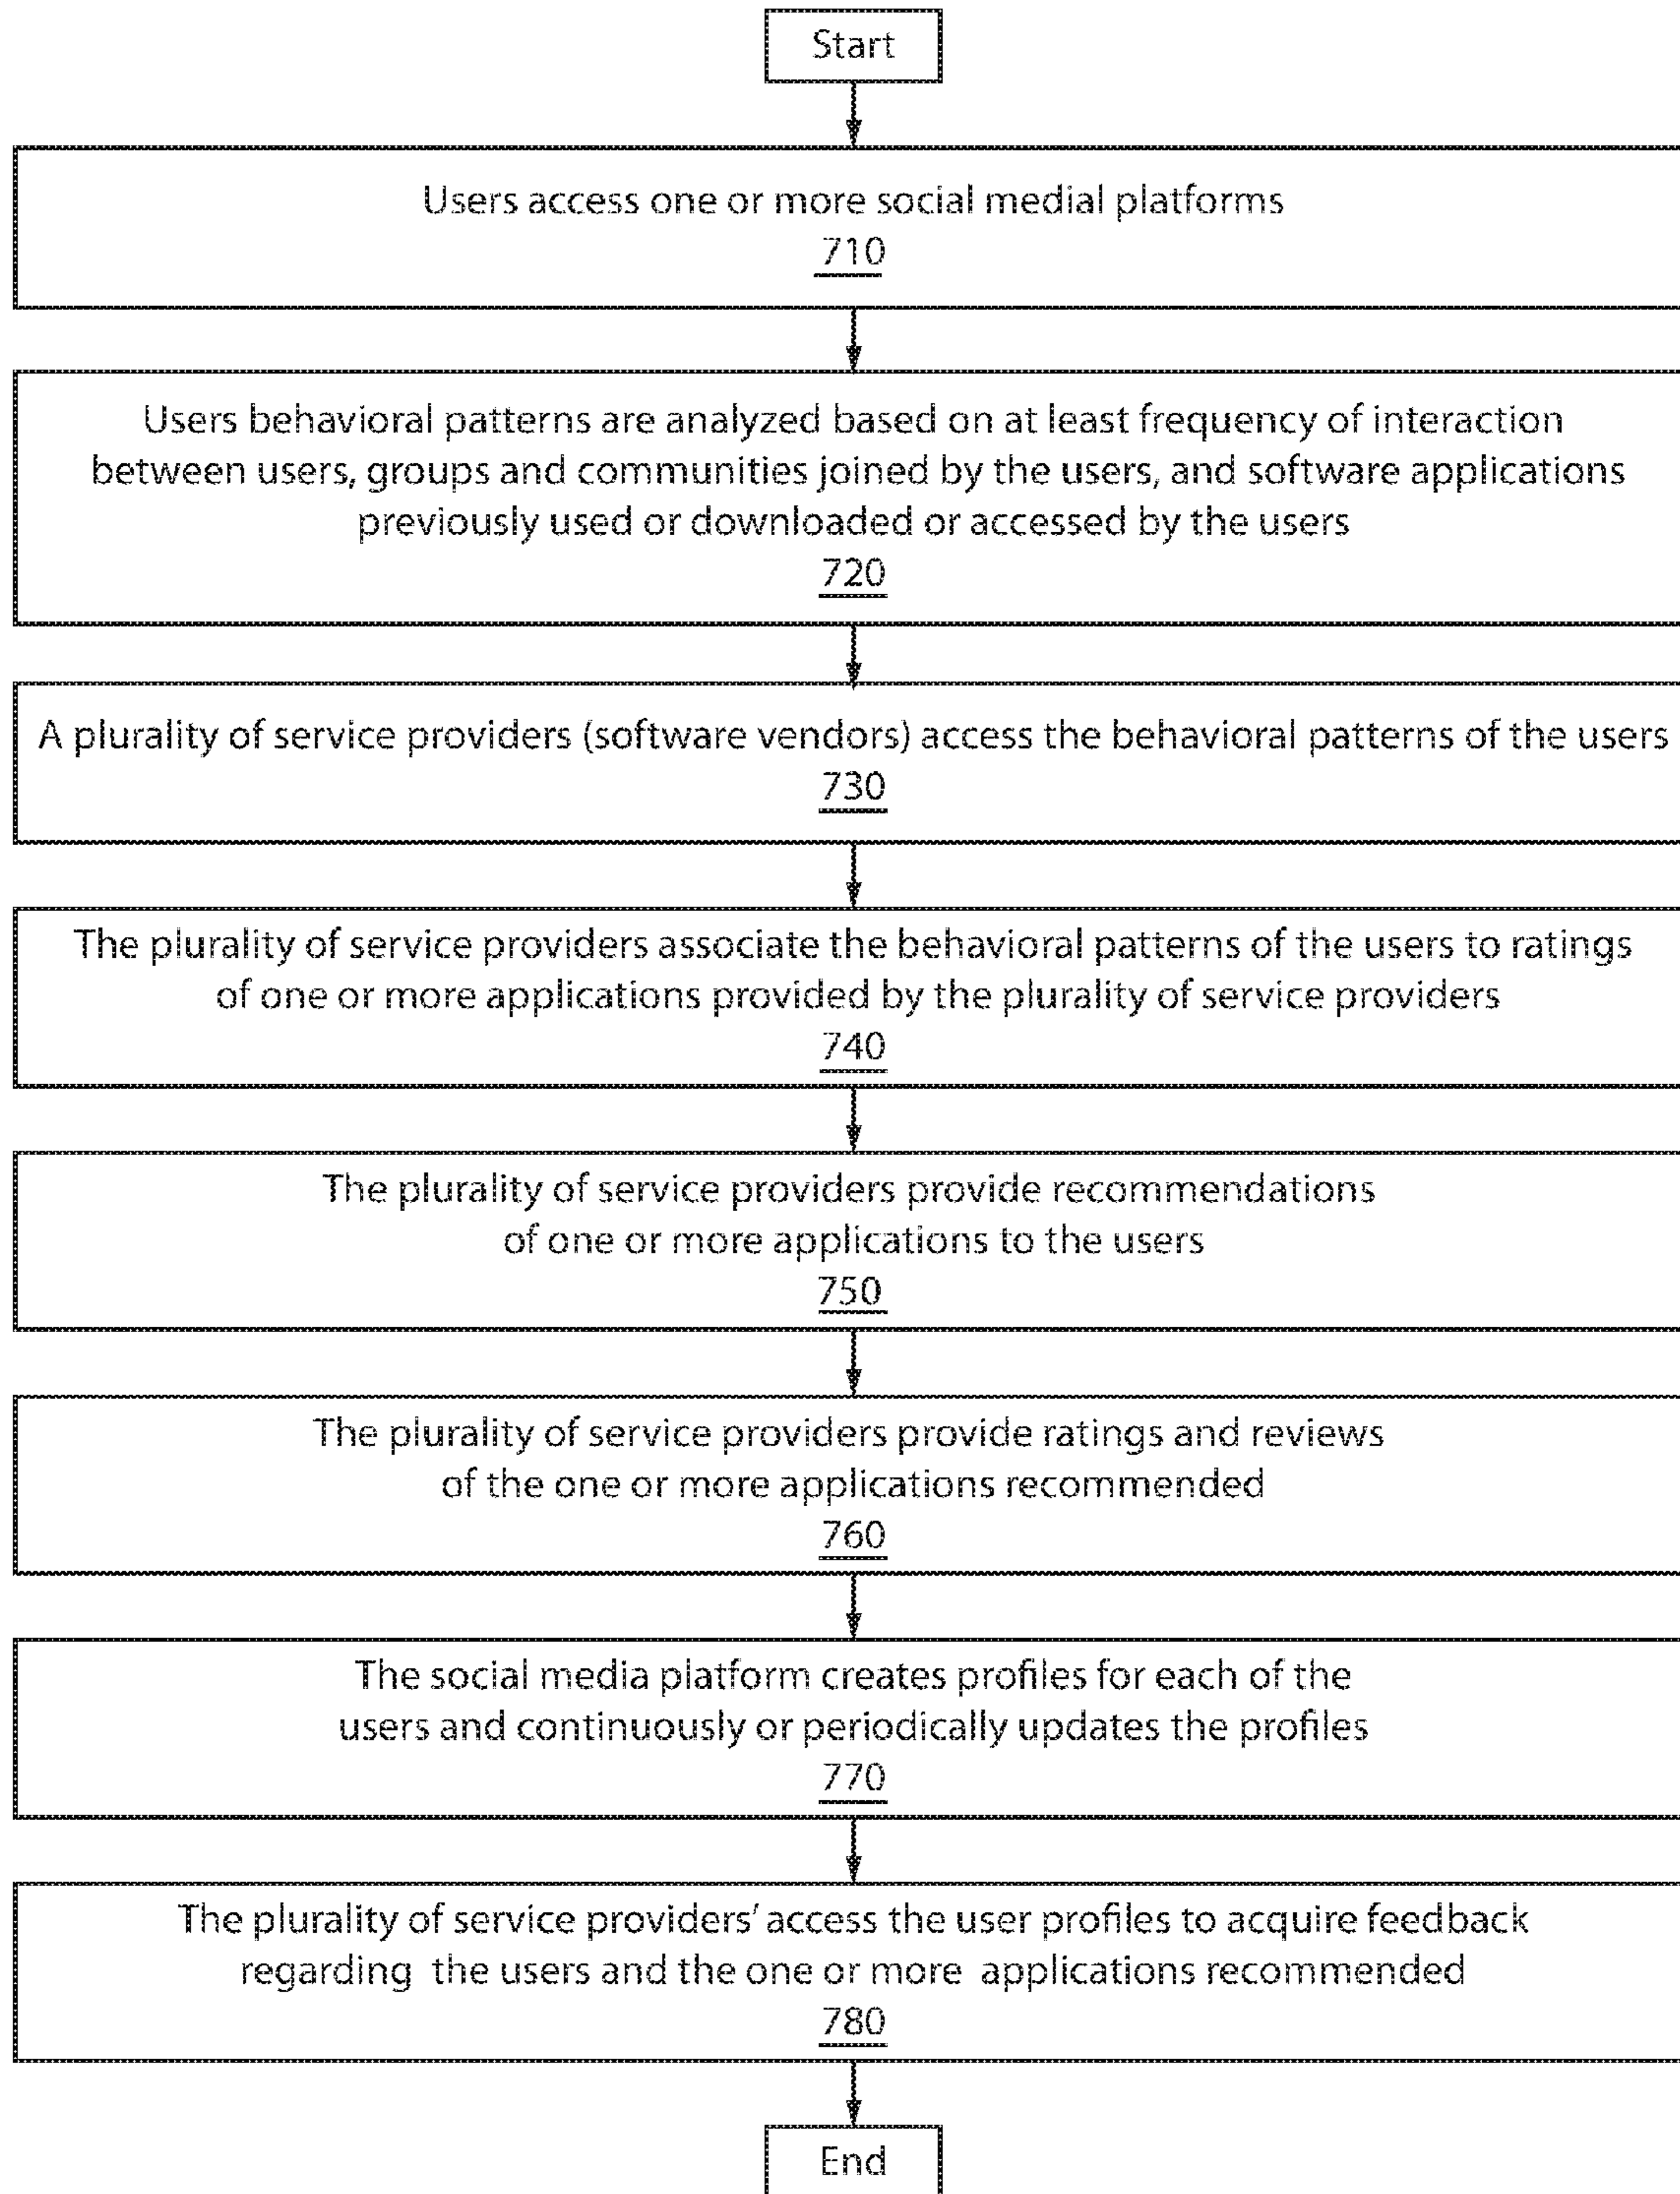 Start
Users access one or more social medial platforms
710
Users behavioral patterns are analyzed based on at least frequency of interaction
between users, groups and communities joined by the users, and software applications
previously used or downloaded or accessed by the users
720
A plurality of service providers (software vendors) access the behavioral patterns of the users
730
The plurality of service providers associate the behavioral patterns of the users to ratings
of one or more applications provided by the plurality of service providers
740
The plurality of service providers provide recommendations
of one or more applications to the users
750
The plurality of service providers provide ratings and reviews
of the one or more applications recommended
760
The social media platform creates profiles for each of the
users and continuously or periodically updates the profiles
770
The plurality of service providers' access the user profiles to acquire feedback
regarding the users and the one or more applications recommended
780
End